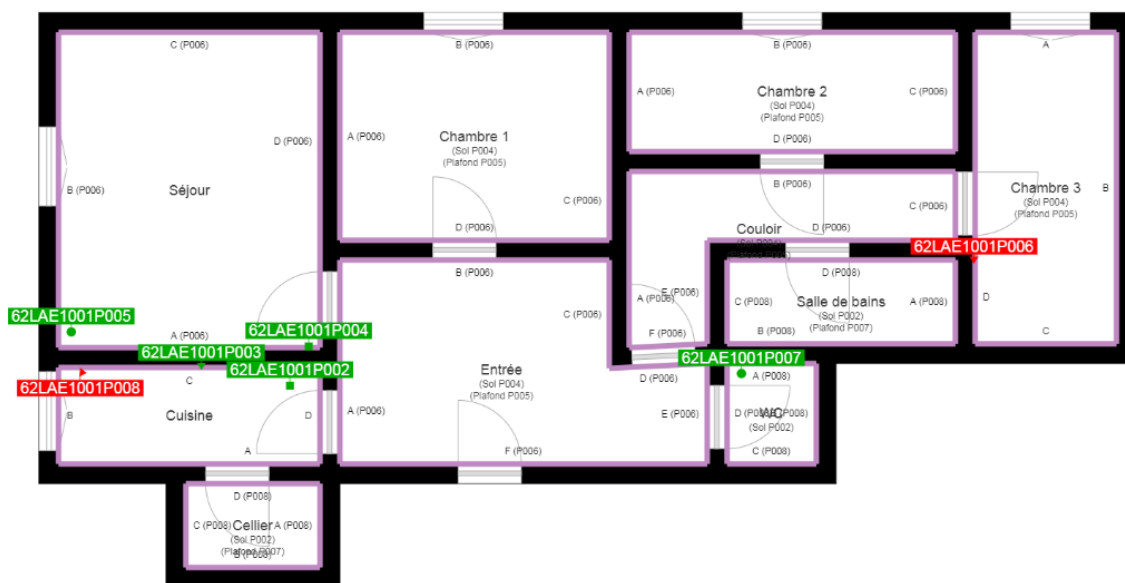 C (P006)
B (P006)
B (P006)
A
A (P006)
C (P006)
Chambre 2
(Sol P004)
(Plafond P005)
D (P006)
A (P006)
Chambre 1
(Sol P004)
(Plafond P005)
D (P006)
B (P006)
Séjour
B (P006)
Chambre 3
(Sol P004)
(Plafond P005)
B
C (P006)
C (P006)
D (P006)
Couloir
D (P006)
62LAE1001P006
B (P006)
D (P008)
E (P006)
A (P006)
C (P008)
Salle de bains
(Sol P002)
(Plafond P007)
A (P008)
D
62LAE1001P005
C (P006)
A (P006)
62LAE1001P004
F (P006)
B (P008)
C
62LAE1001P003
62LAE1001P007
62LAE1001P002
62LAE1001P008
C
Entrée
(Sol P004)
(Plafond P005)
D (P006)
A (P008)
B
Cuisine
D
A (P006)
E (P006)
WC
(Sol P002)
B (P008)
A
F (P006)
C (P008)
D (P008)
C (P008)
Cellier
(Sol P002)
(Plafond P007)
A (P008)
B (P008)